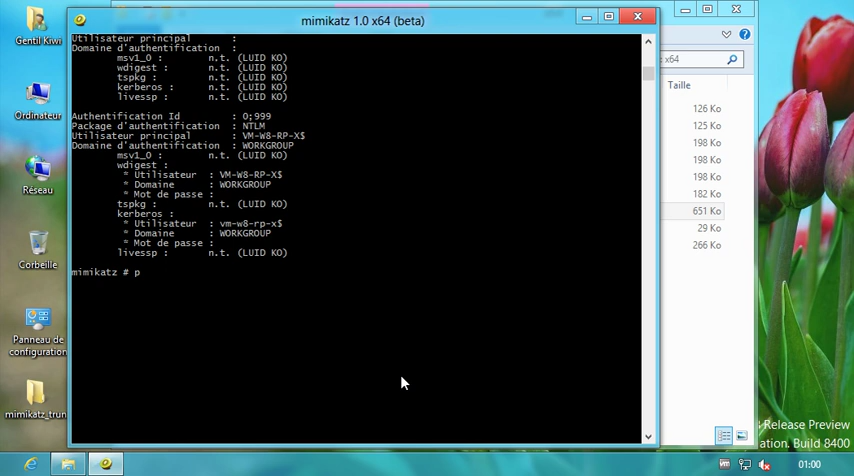 Gentil Kiwi
Ordinateur
Réseau
Corbeille
Panneau de
configuration
mimikatz_trun
mimikatz 1.0 x64 (beta)
Utilisateur principal :
Domaine d'authentification :
msv1_0 : n.t. (LUID KO)
wdigest : n.t. (LUID KO)
tspkg : n.t. (LUID KO)
kerberos : n.t. (LUID KO)
livessp : n.t. (LUID KO)
Authentification Id : 0;999
Package d'authentification : NTLM
Utilisateur principal : VM-W8-RP-X$
Domaine d'authentification : WORKGROUP
msv1_0 : n.t. (LUID KO)
wdigest :
* Utilisateur : VM-W8-RP-X$
* Domaine : WORKGROUP
* Mot de passe :
tspkg : n.t. (LUID KO)
kerberos :
* Utilisateur : vm-w8-rp-x$
* Domaine : WORKGROUP
* Mot de passe :
livessp : n.t. (LUID KO)
mimikatz # p
x64
Taille
126 Ko
125 Ko
198 Ko
198 Ko
198 Ko
182 Ko
651 Ko
29 Ko
266 Ko
Release Preview
ation. Build 8400
01:00